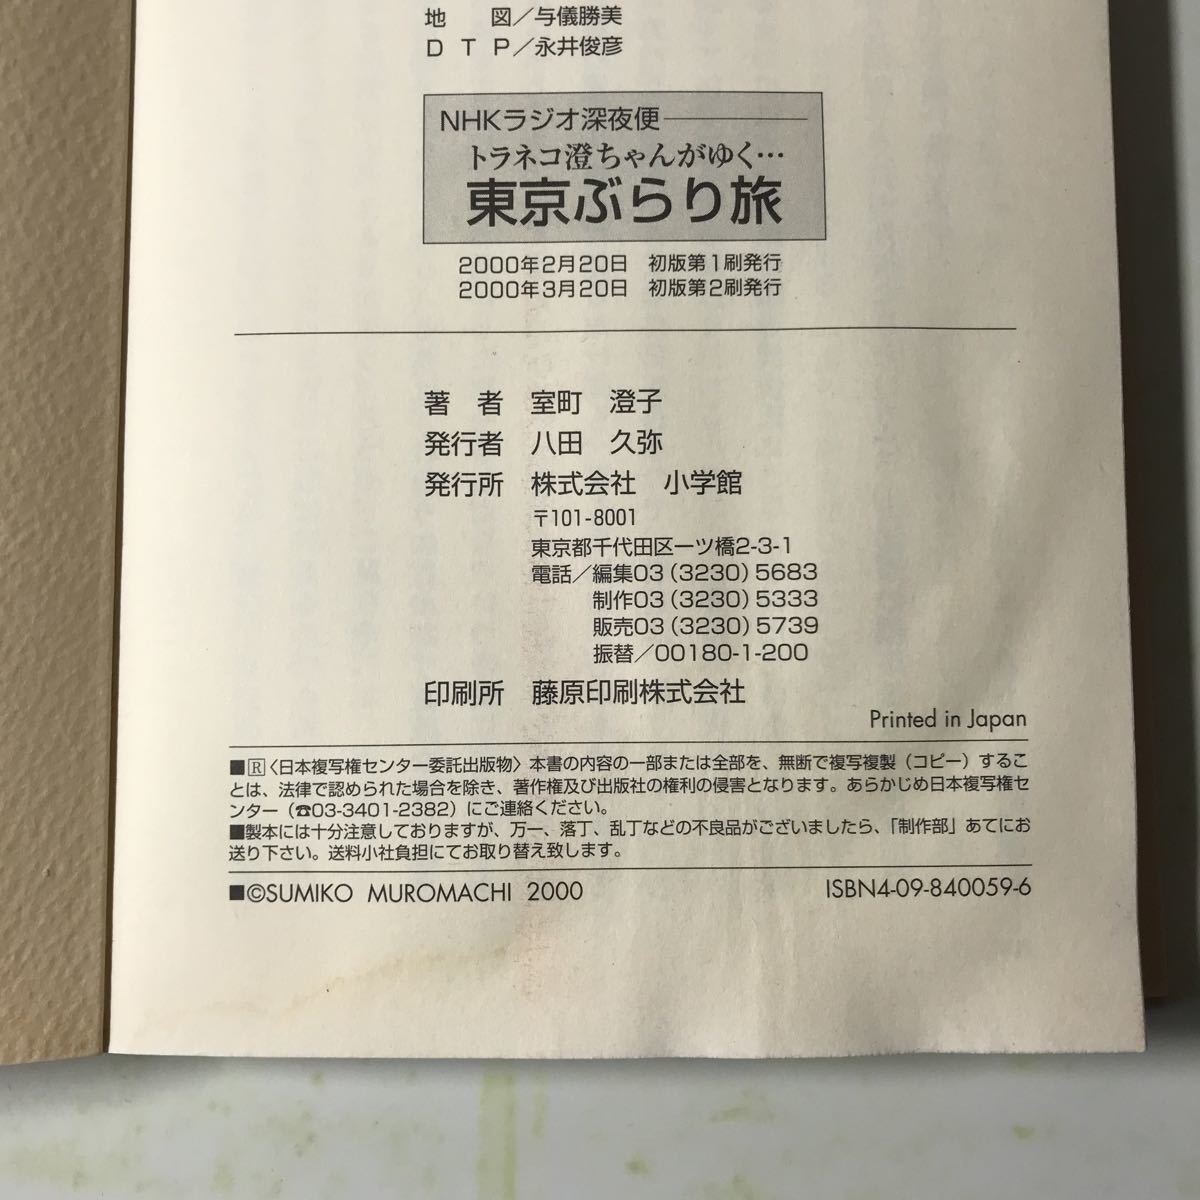 地　図／与儀勝美
ＤＴＰ／永井俊彦
NHKラジオ深夜便
トラネコ澄ちゃんがゆく…
東京ぶらり旅
2000年2月20日　初版第1刷発行
2000年3月20日　初版第2刷発行
著　者　室町　澄子
発行者　八田　久弥
発行所　株式会社　小学館
〒101-8001
東京都千代田区一ツ橋2-3-1
電話／編集03（3230）5683
制作03（3230）5333
販売03（3230）5739
振替／00180-1-200
印刷所　藤原印刷株式会社
Printed in Japan
■Ⓡ〈日本複写権センター委託出版物〉本書の内容の一部または全部を、無断で複写複製（コピー）するこ
とは、法律で認められた場合を除き、著作権及び出版社の権利の侵害となります。あらかじめ日本複写権セ
ンター（☎03-3401-2382）にご連絡ください。
■製本には十分注意しておりますが、万一、落丁、乱丁などの不良品がございましたら、「制作部」あてにお
送り下さい。送料小社負担にてお取り替え致します。
■©SUMIKO MUROMACHI 2000　ISBN4-09-840059-6